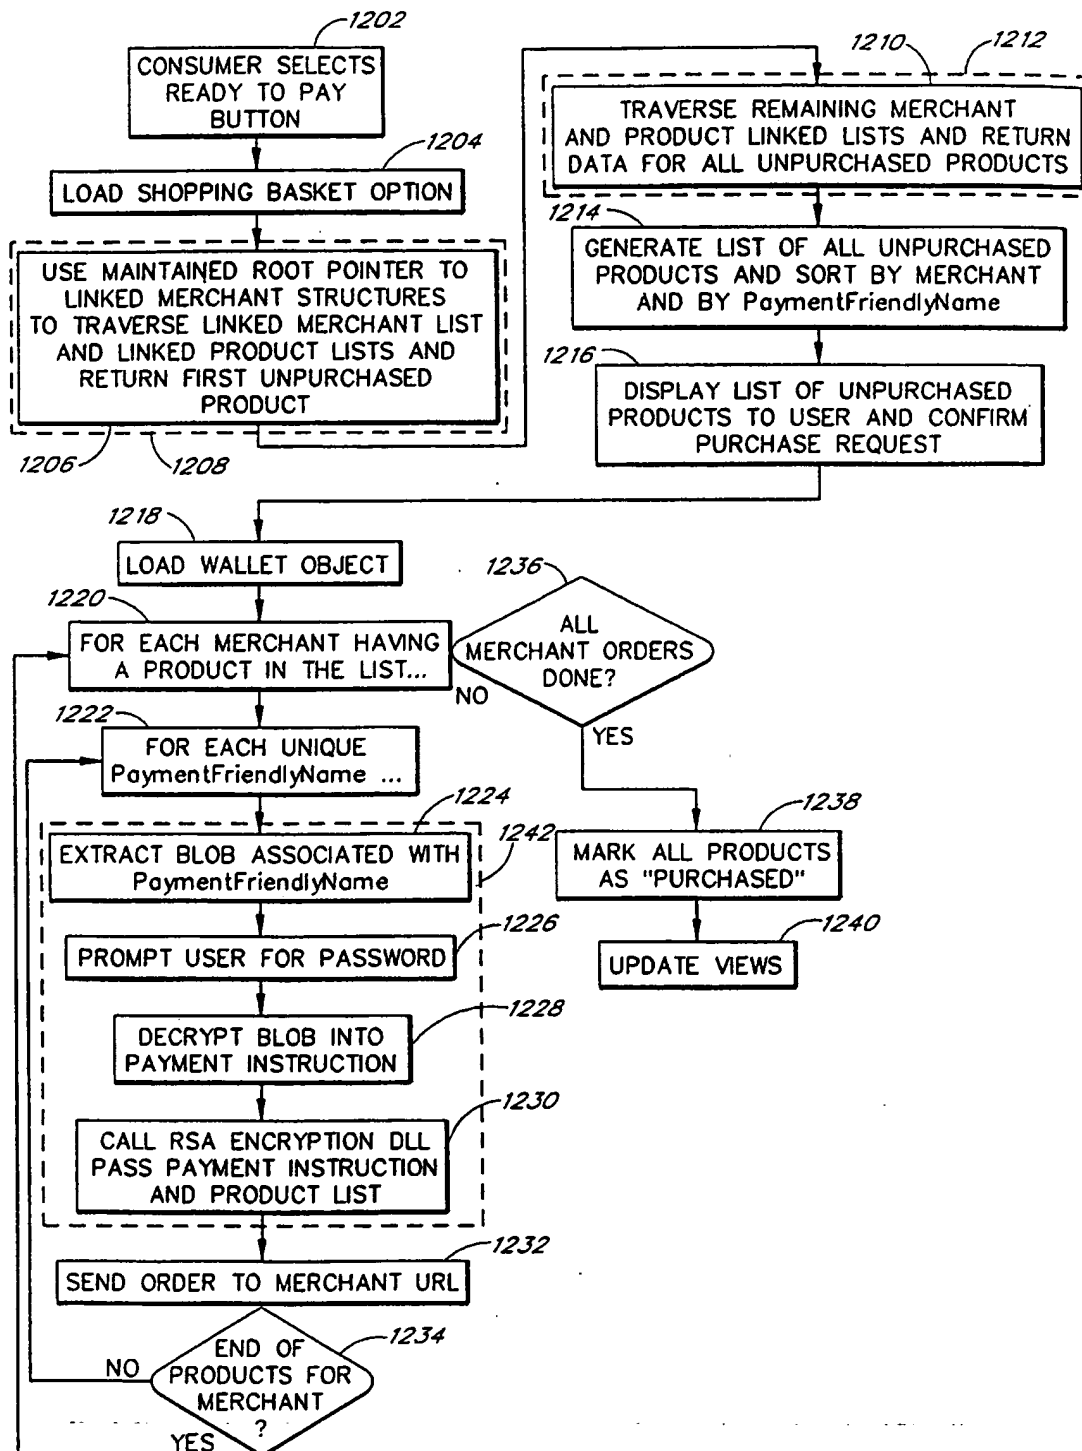 1202
CONSUMER SELECTS
READY TO PAY
BUTTON
1204
LOAD SHOPPING BASKET OPTION
USE MAINTAINED ROOT POINTER TO
LINKED MERCHANT STRUCTURES
TO TRAVERSE LINKED MERCHANT LIST
AND LINKED PRODUCT LISTS AND
RETURN FIRST UNPURCHASED
PRODUCT
1206
1208
1210
1212
TRAVERSE REMAINING MERCHANT
AND PRODUCT LINKED LISTS AND RETURN
DATA FOR ALL UNPURCHASED PRODUCTS
1214
GENERATE LIST OF ALL UNPURCHASED
PRODUCTS AND SORT BY MERCHANT
AND BY PaymentFriendlyName
1216
DISPLAY LIST OF UNPURCHASED
PRODUCTS TO USER AND CONFIRM
PURCHASE REQUEST
1218
LOAD WALLET OBJECT
1220
FOR EACH MERCHANT HAVING
A PRODUCT IN THE LIST...
1236
ALL
MERCHANT ORDERS
DONE?
NO
YES
1222
FOR EACH UNIQUE
PaymentFriendlyName ...
1224
1242
EXTRACT BLOB ASSOCIATED WITH
PaymentFriendlyName
1226
PROMPT USER FOR PASSWORD
1228
DECRYPT BLOB INTO
PAYMENT INSTRUCTION
1230
CALL RSA ENCRYPTION DLL
PASS PAYMENT INSTRUCTION
AND PRODUCT LIST
1232
SEND ORDER TO MERCHANT URL
1234
END OF
PRODUCTS FOR
MERCHANT
?
NO
YES
1238
MARK ALL PRODUCTS
AS "PURCHASED"
1240
UPDATE VIEWS